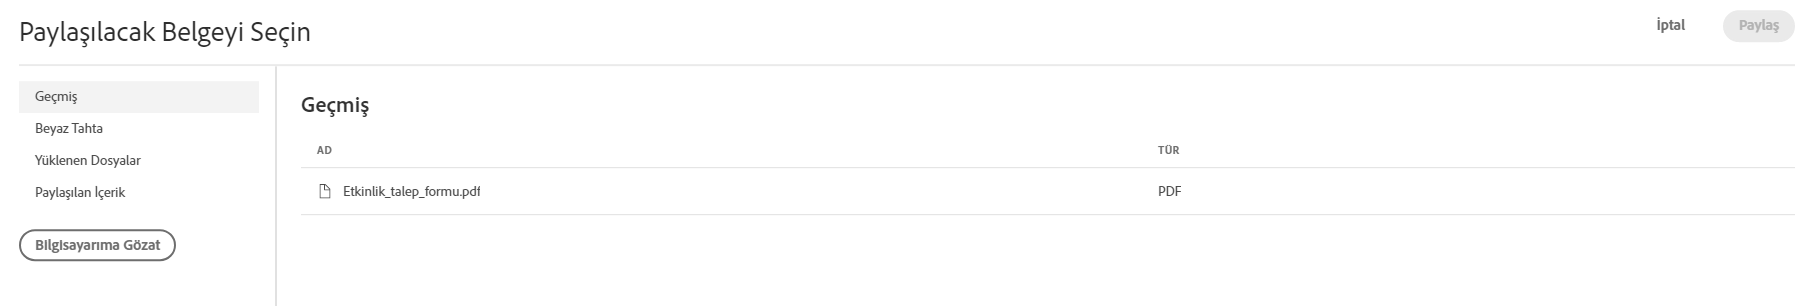 Paylaşılacak Belgeyi Seçin
İptal
Paylaş
Geçmiş
Beyaz Tahta
Yüklenen Dosyalar
Paylaşılan İçerik
Bilgisayarıma Gözat
Geçmiş
AD TÜR
Etkinlik_talep_formu.pdf PDF